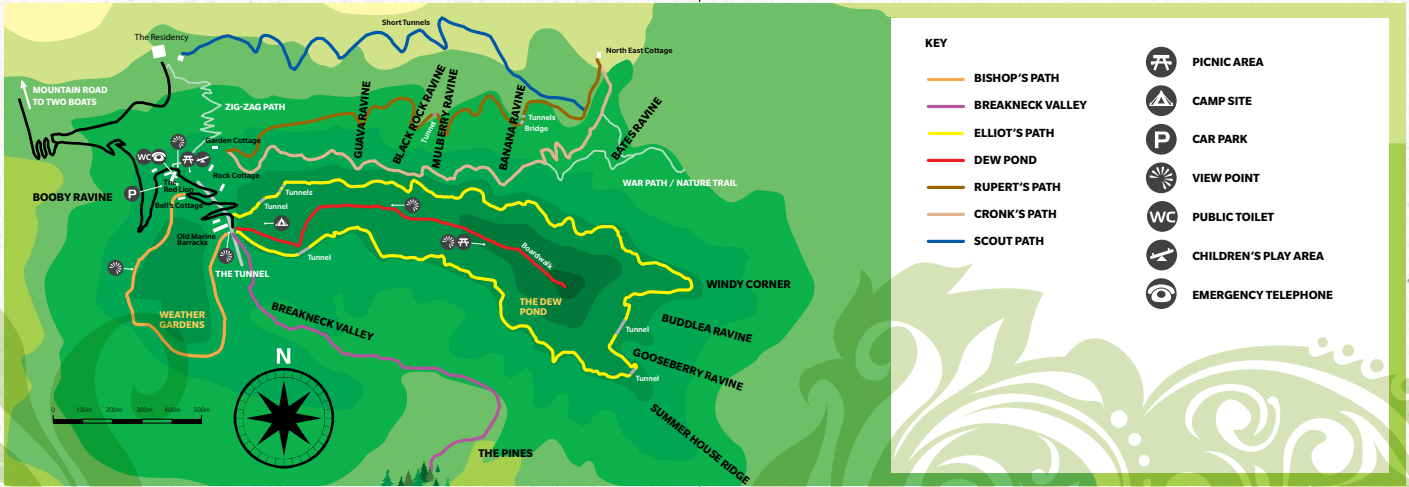 Short Tunnels
The Residency
North East Cottage
MOUNTAIN ROAD
TO TWO BOATS
ZIG-ZAG PATH
GUAVA RAVINE
BLACK ROCK RAVINE
MULBERRY RAVINE
Tunnel
BANANA RAVINE
Tunnels
Bridge
BATES RAVINE
Garden Cottage
WC
Rock Cottage
WAR PATH / NATURE TRAIL
The
Red Lion
P
BOOBY RAVINE
Bell's Cottage
Tunnels
Tunnel
Old Marine
Barracks
Tunnel
THE TUNNEL
Boardwalk
WINDY CORNER
THE DEW
POND
WEATHER
GARDENS
BREAKNECK VALLEY
BUDDLEA RAVINE
Tunnel
GOOSEBERRY RAVINE
Tunnel
N
0 100m 200m 300m 400m 500m
SUMMER HOUSE RIDGE
THE PINES
KEY
BISHOP'S PATH
BREAKNECK VALLEY
ELLIOT'S PATH
DEW POND
RUPERT'S PATH
CRONK'S PATH
SCOUT PATH
PICNIC AREA
CAMP SITE
P CAR PARK
VIEW POINT
WC PUBLIC TOILET
CHILDREN'S PLAY AREA
EMERGENCY TELEPHONE